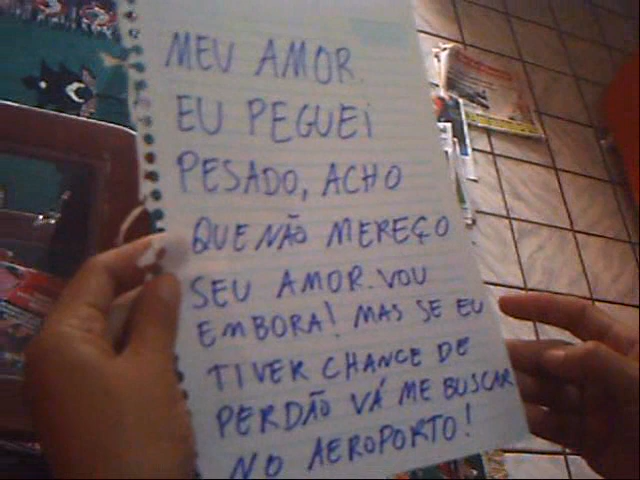 MEU AMOR.
EU PEGUEi
PESADO, ACHO
QUE NÃO MEREÇO
SEU AMOR. VOU
EMBORA! MAS SE EU
TIVER CHANCE DE
PERDÃO VÁ ME BUSCAR
NO AEROPORTO!